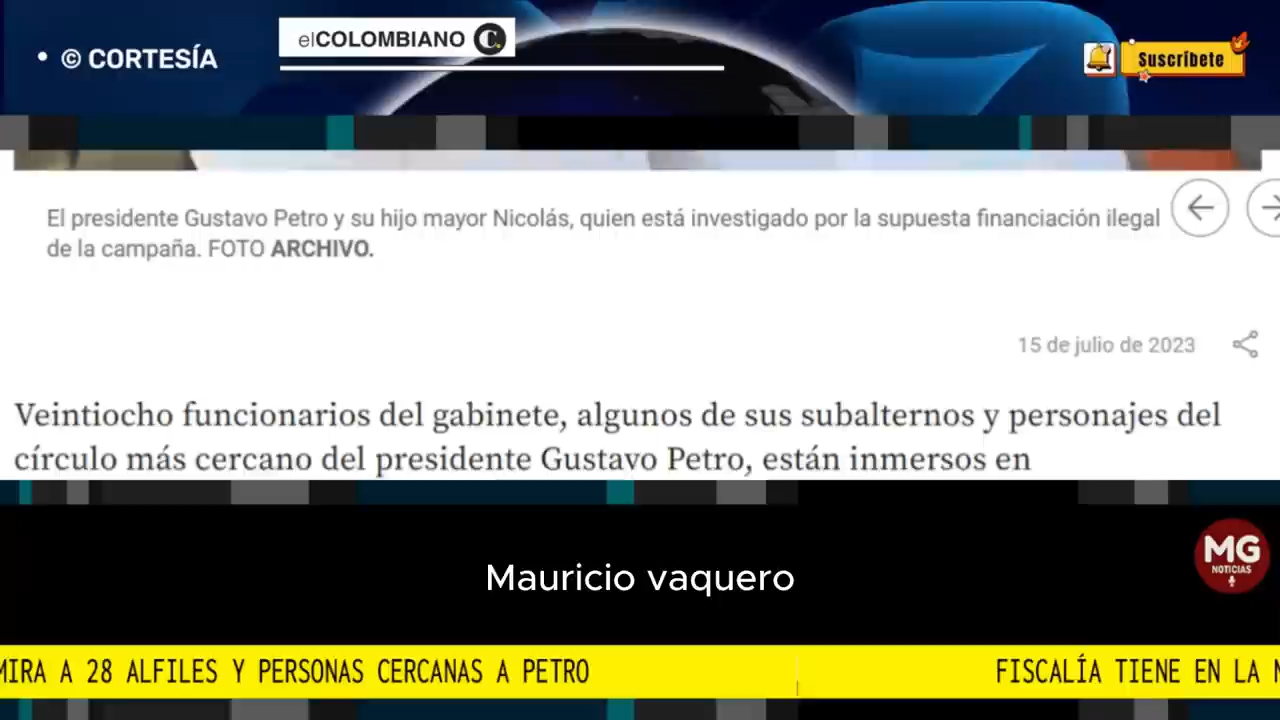 • © CORTESÍA
elCOLOMBIANO C.
Suscríbete
El presidente Gustavo Petro y su hijo mayor Nicolás, quien está investigado por la supuesta financiación ilegal
de la campaña. FOTO ARCHIVO.
15 de julio de 2023
Veintiocho funcionarios del gabinete, algunos de sus subalternos y personajes del
círculo más cercano del presidente Gustavo Petro, están inmersos en
Mauricio vaquero
MG
NOTICIAS
MIRA A 28 ALFILES Y PERSONAS CERCANAS A PETRO
FISCALÍA TIENE EN LA